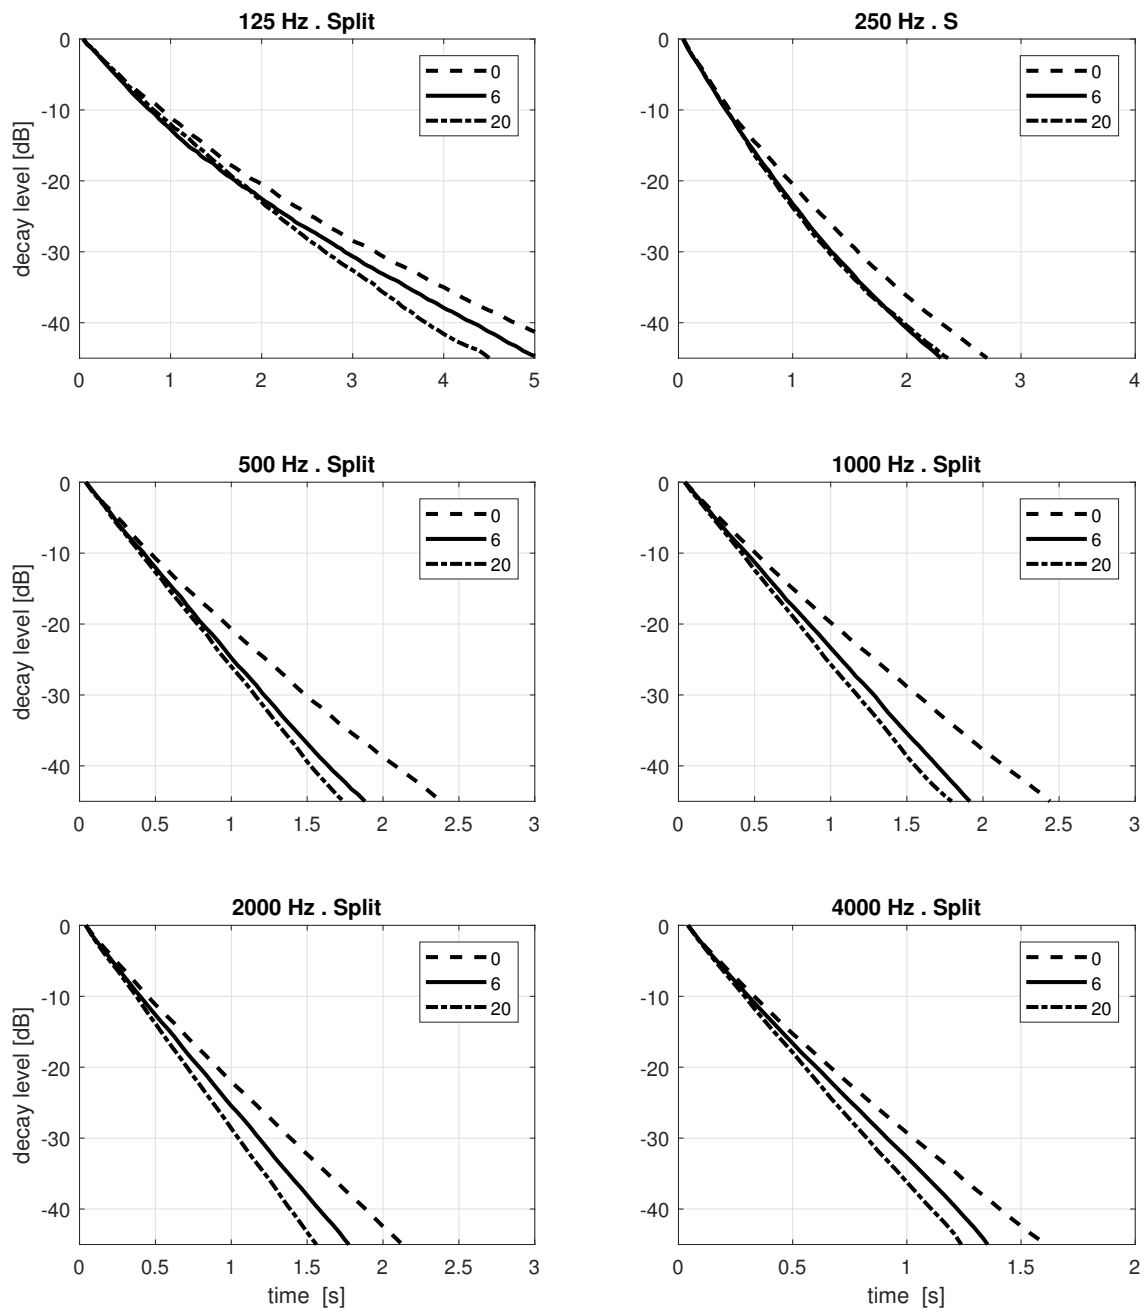 125 Hz . Split
0
-10
-20
-30
-40
decay level [dB]
0
6
20
0 1 2 3 4 5
250 Hz . S
0
-10
-20
-30
-40
0
6
20
0 1 2 3 4
500 Hz . Split
0
-10
-20
-30
-40
decay level [dB]
0
6
20
0 0.5 1 1.5 2 2.5 3
1000 Hz . Split
0
-10
-20
-30
-40
0
6
20
0 0.5 1 1.5 2 2.5 3
2000 Hz . Split
0
-10
-20
-30
-40
decay level [dB]
0
6
20
0 0.5 1 1.5 2 2.5 3
time [s]
4000 Hz . Split
0
-10
-20
-30
-40
0
6
20
0 0.5 1 1.5 2
time [s]